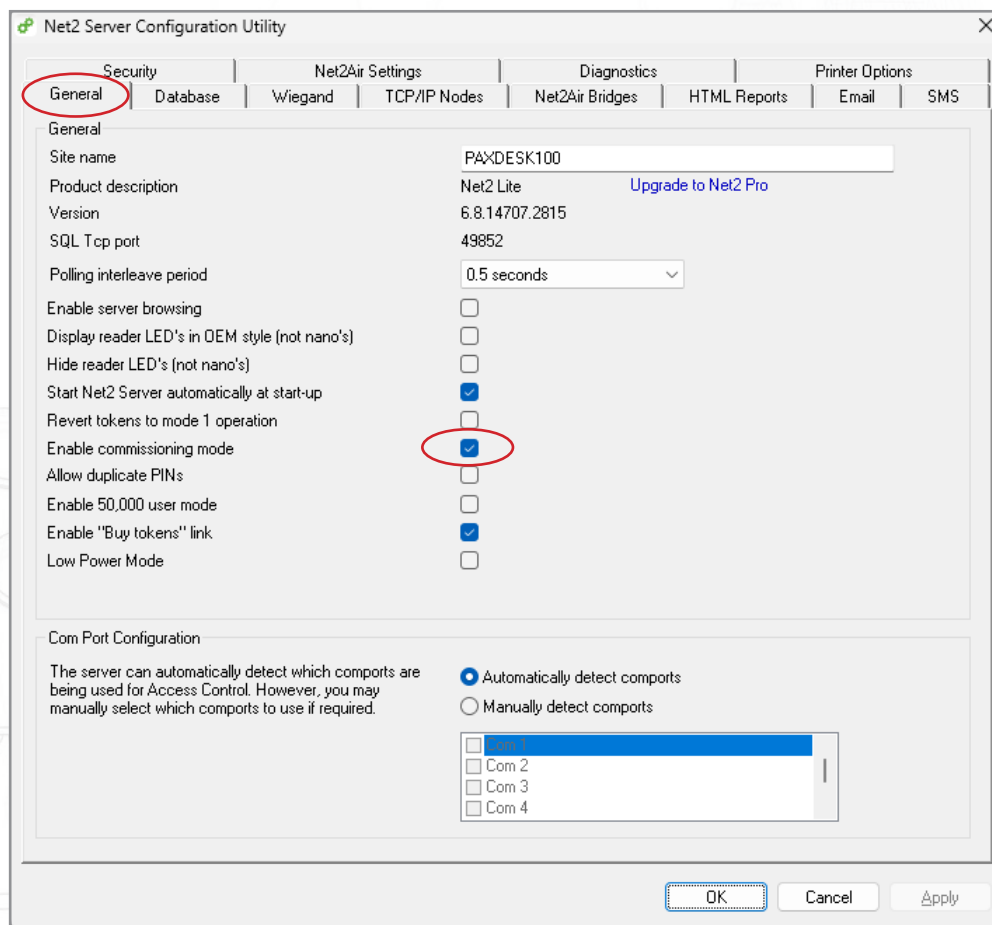 Net2 Server Configuration Utility
Security Net2Air Settings Diagnostics Printer Options
General Database Wiegand TCP/IP Nodes Net2Air Bridges HTML Reports Email SMS
General
Site name PAXDESK100
Product description Net2 Lite Upgrade to Net2 Pro
Version 6.8.14707.2815
SQL Tcp port 49852
Polling interleave period 0.5 seconds
Enable server browsing
Display reader LED's in OEM style (not nano's)
Hide reader LED's (not nano's)
Start Net2 Server automatically at start-up
Revert tokens to mode 1 operation
Enable commissioning mode
Allow duplicate PINs
Enable 50,000 user mode
Enable "Buy tokens" link
Low Power Mode
Com Port Configuration
The server can automatically detect which comports are
being used for Access Control. However, you may
manually select which comports to use if required.
Automatically detect comports
Manually detect comports
Com 1
Com 2
Com 3
Com 4
OK Cancel Apply